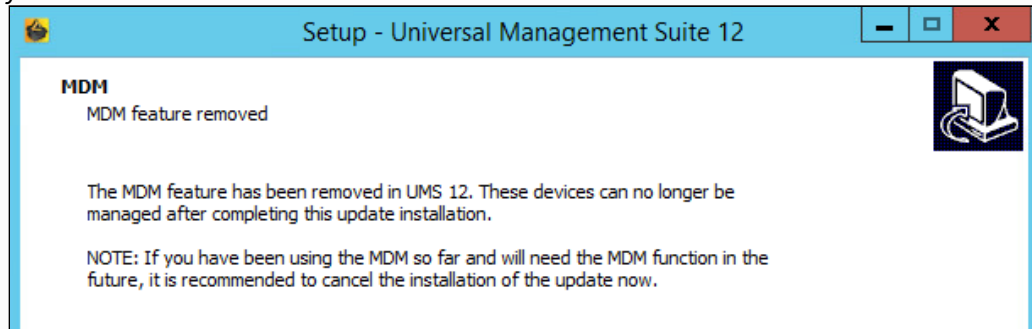 Setup - Universal Management Suite 12
MDM
MDM feature removed
The MDM feature has been removed in UMS 12. These devices can no longer be
managed after completing this update installation.
NOTE: If you have been using the MDM so far and will need the MDM function in the
future, it is recommended to cancel the installation of the update now.